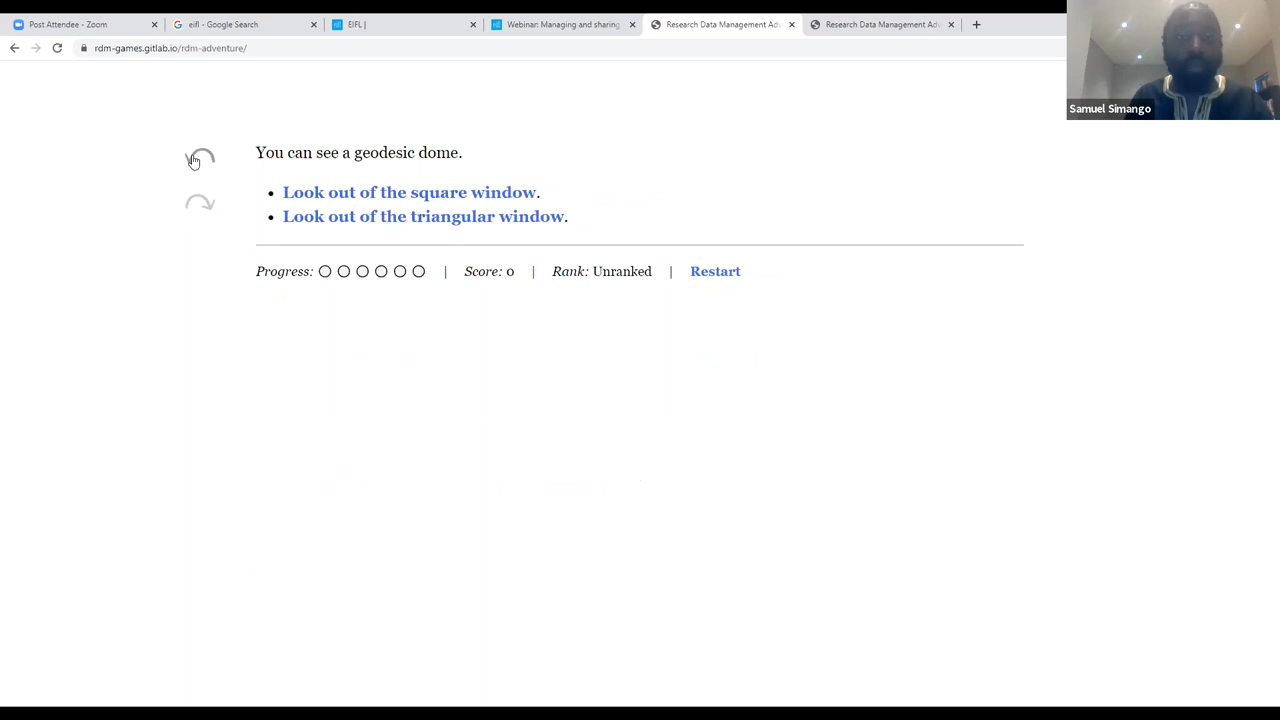 Post Attendee - Zoom
eifl - Google Search
EIFL |
Webinar: Managing and sharing
Research Data Management Adv
Research Data Management Adv
rdm-games.gitlab.io/rdm-adventure/
Samuel Simango
You can see a geodesic dome.
Look out of the square window.
Look out of the triangular window.
Progress: | Score: 0 | Rank: Unranked | Restart